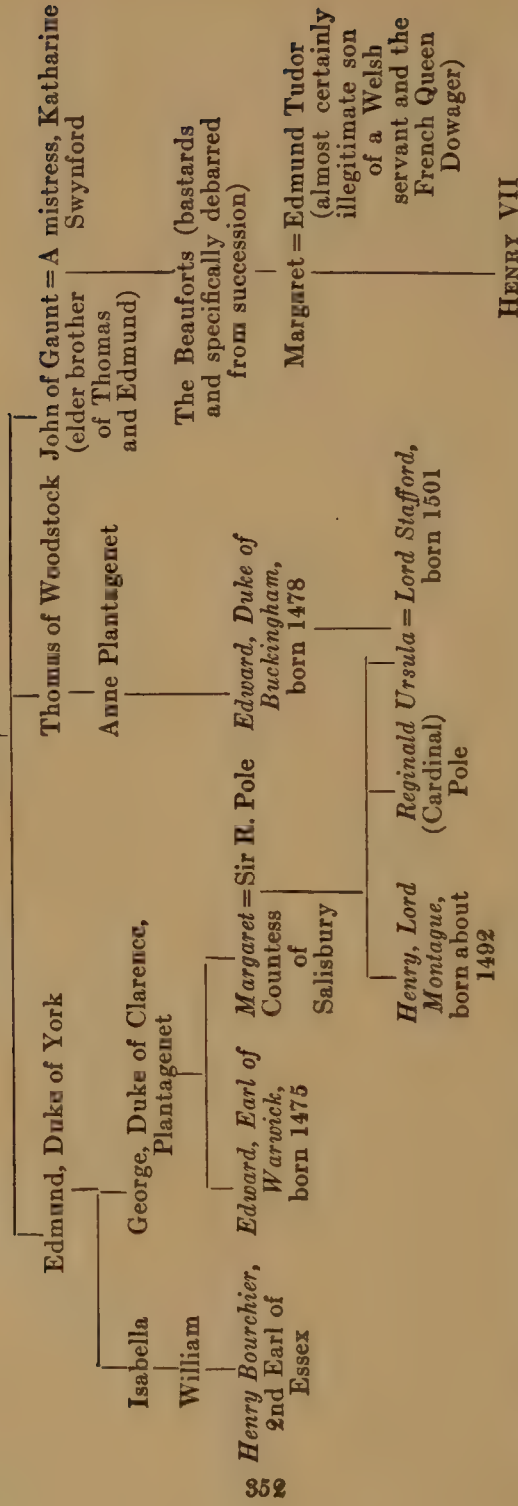 Edmund, Duke of York
Isabella
William
Henry Bourchier,
2nd Earl of
Essex
George, Duke of Clarence,
Plantagenet
Edward, Earl of
Warwick,
born 1475
Margaret = Sir R. Pole
Countess
of
Salisbury
Henry, Lord
Montague,
born about
1492
Reginald
(Cardinal)
Pole
Ursula = Lord Stafford,
born 1501
Thomas of Woodstock
Anne Plantagenet
Edward, Duke of
Buckingham,
born 1478
John of Gaunt = A mistress, Katharine
(elder brother Swynford
of Thomas
and Edmund)
The Beauforts (bastards
and specifically debarred
from succession)
Margaret = Edmund Tudor
(almost certainly
illegitimate son
of a Welsh
servant and the
French Queen
Dowager)
HENRY VII
352